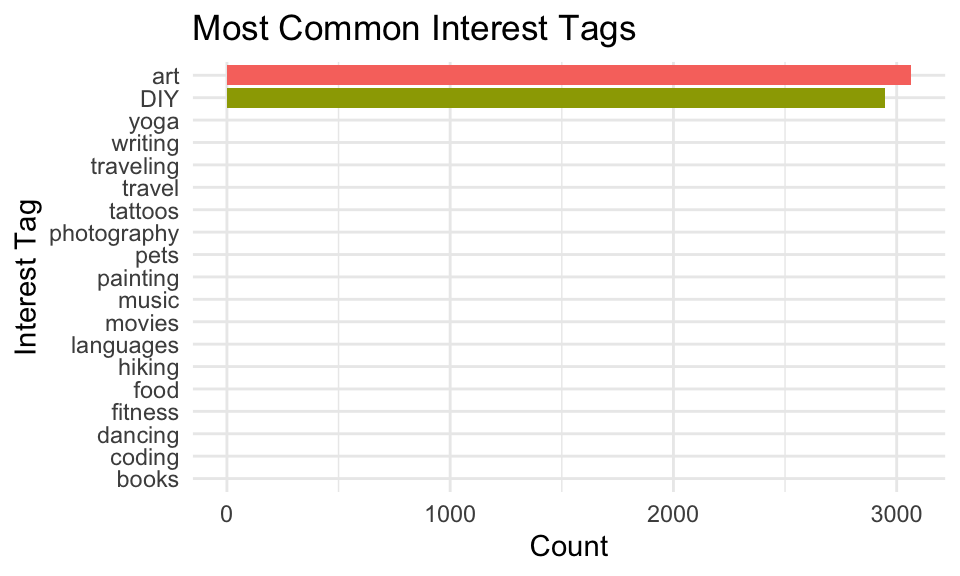 Most Common Interest Tags
art
DIY
yoga
writing
traveling
travel
tattoos
photography
pets
painting
music
movies
languages
hiking
food
fitness
dancing
coding
books
Interest Tag
0 1000 2000 3000
Count